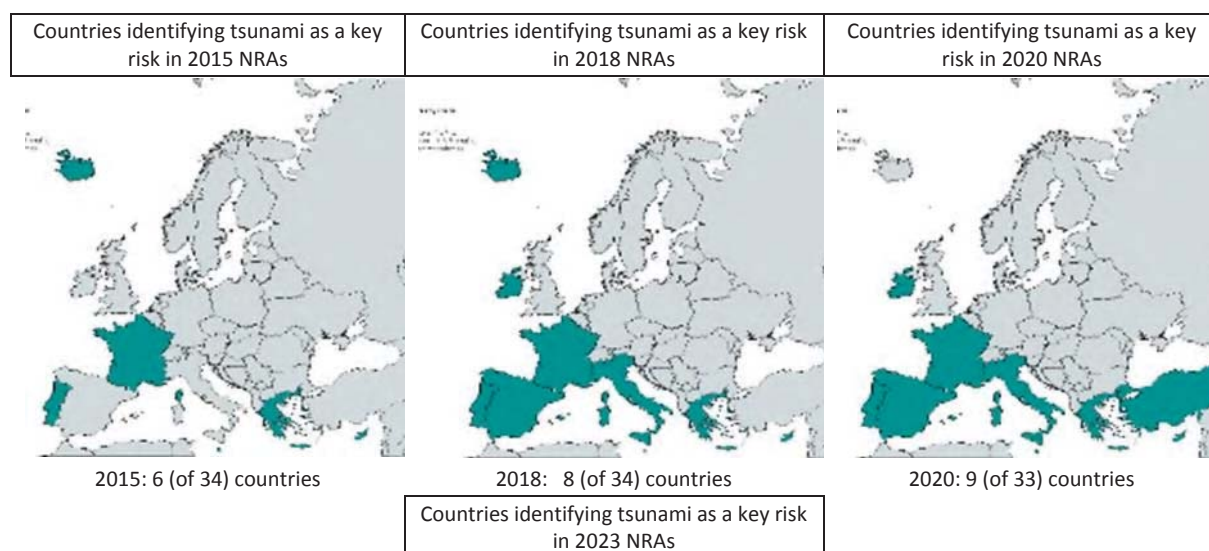 Countries identifying tsunami as a key
risk in 2015 NRAs
Countries identifying tsunami as a key risk
in 2018 NRAs
Countries identifying tsunami as a key
risk in 2020 NRAs
2015: 6 (of 34) countries
2018: 8 (of 34) countries
2020: 9 (of 33) countries
Countries identifying tsunami as a key risk
in 2023 NRAs